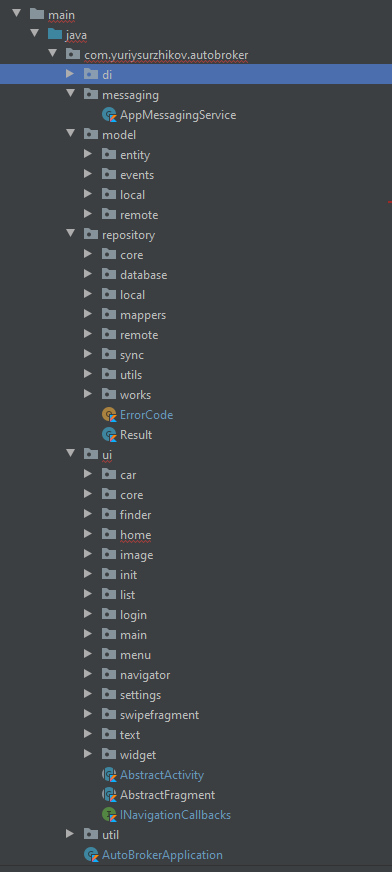 main
java
com.yuriysurzhikov.autobroker
di
messaging
AppMessagingService
model
entity
events
local
remote
repository
core
database
local
mappers
remote
sync
utils
works
ErrorCode
Result
ui
car
core
finder
home
image
init
list
login
main
menu
navigator
settings
swipefragment
text
widget
AbstractActivity
AbstractFragment
INavigationCallbacks
util
AutoBrokerApplication